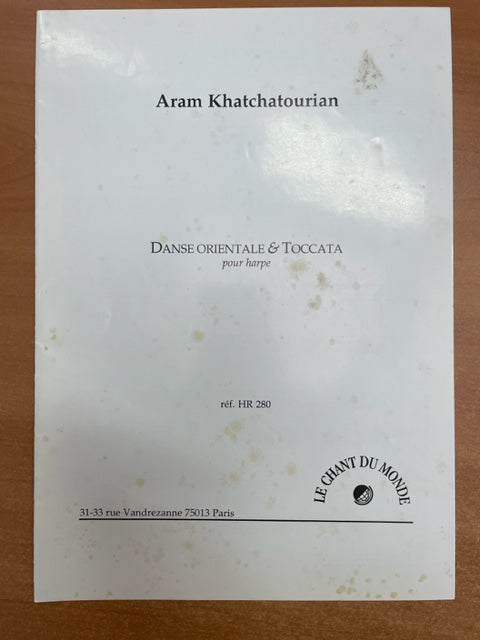 Aram Khatchatourian
DANSE ORIENTALE & TOCCATA
pour harpe
réf. HR 280
LE CHANT DU MONDE
31-33 rue Vandrezanne 75013 Paris